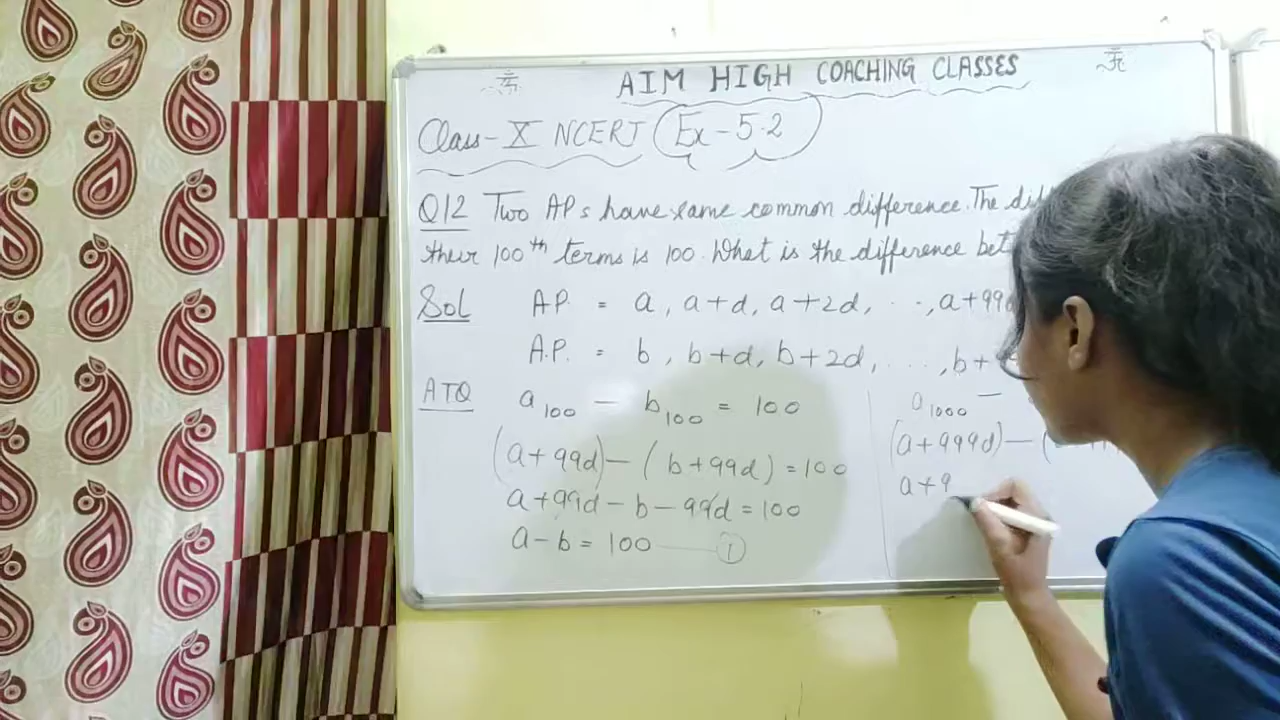 AIM HIGH COACHING CLASSES
Class-X NCERT Ex-5.2
Q12 Two APs have same common difference. The
their 100th terms is 100. What is the difference
Sol AP. = a, a+d, a+2d, ..., a+99d
A.P. = b, b+d, b+2d, ..., b+
ATQ a100 - b100 = 100
(a+99d)-(b+99d)=100
a+99d-b-99d=100
a-b=100 1
a1000 -
(a+999d)-(
a+9